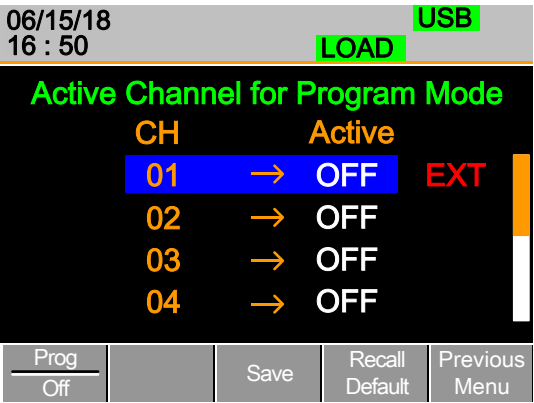 06/15/18 USB
16 : 50 LOAD
Active Channel for Program Mode
CH Active
01 → OFF EXT
02 → OFF
03 → OFF
04 → OFF
Prog
Off
Save
Recall
Default
Previous
Menu